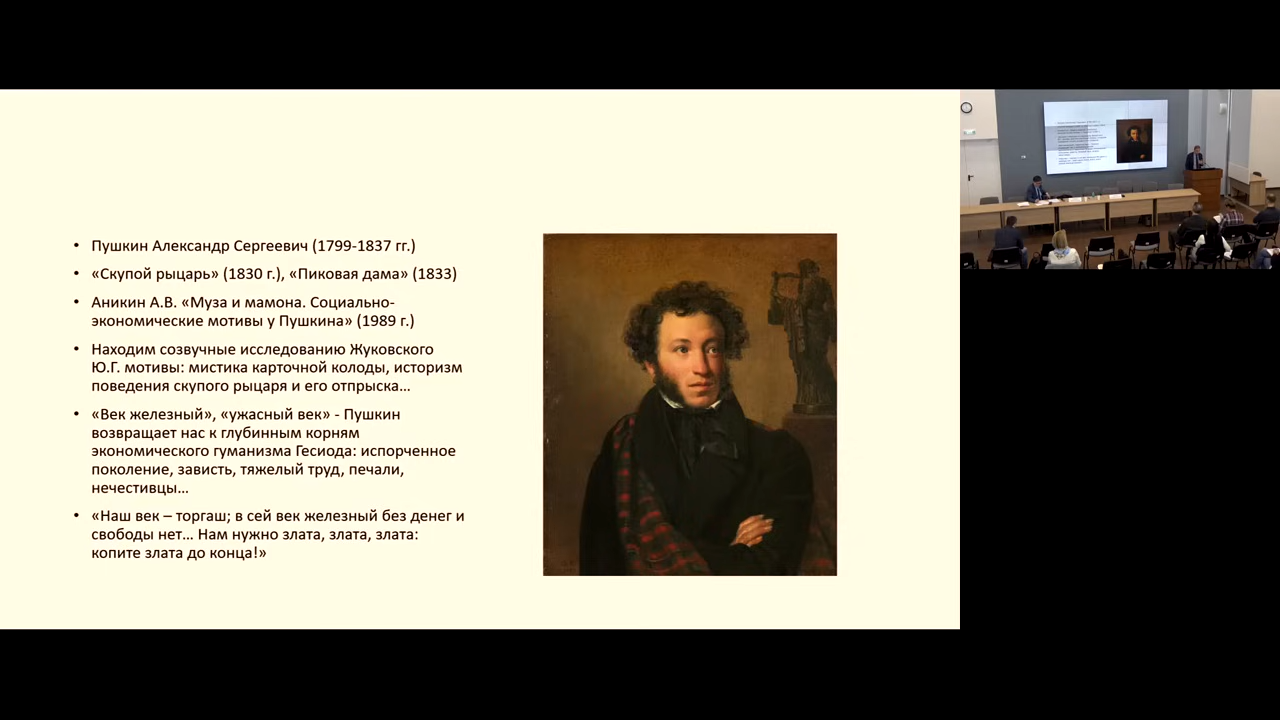 • Пушкин Александр Сергеевич (1799-1837 гг.)
• «Скупой рыцарь» (1830 г.), «Пиковая дама» (1833)
• Аникин А.В. «Муза и мамона. Социально-
экономические мотивы у Пушкина» (1989 г.)
• Находим созвучные исследованию Жуковского
Ю.Г. мотивы: мистика карточной колоды, историзм
поведения скупого рыцаря и его отпрыска...
• «Век железный», «ужасный век» - Пушкин
возвращает нас к глубинным корням
экономического гуманизма Гесиода: испорченное
поколение, зависть, тяжелый труд, печали,
нечестивцы...
• «Наш век – торгаш; в сей век железный без денег и
свободы нет... Нам нужно злата, злата, злата:
копите злата до конца!»